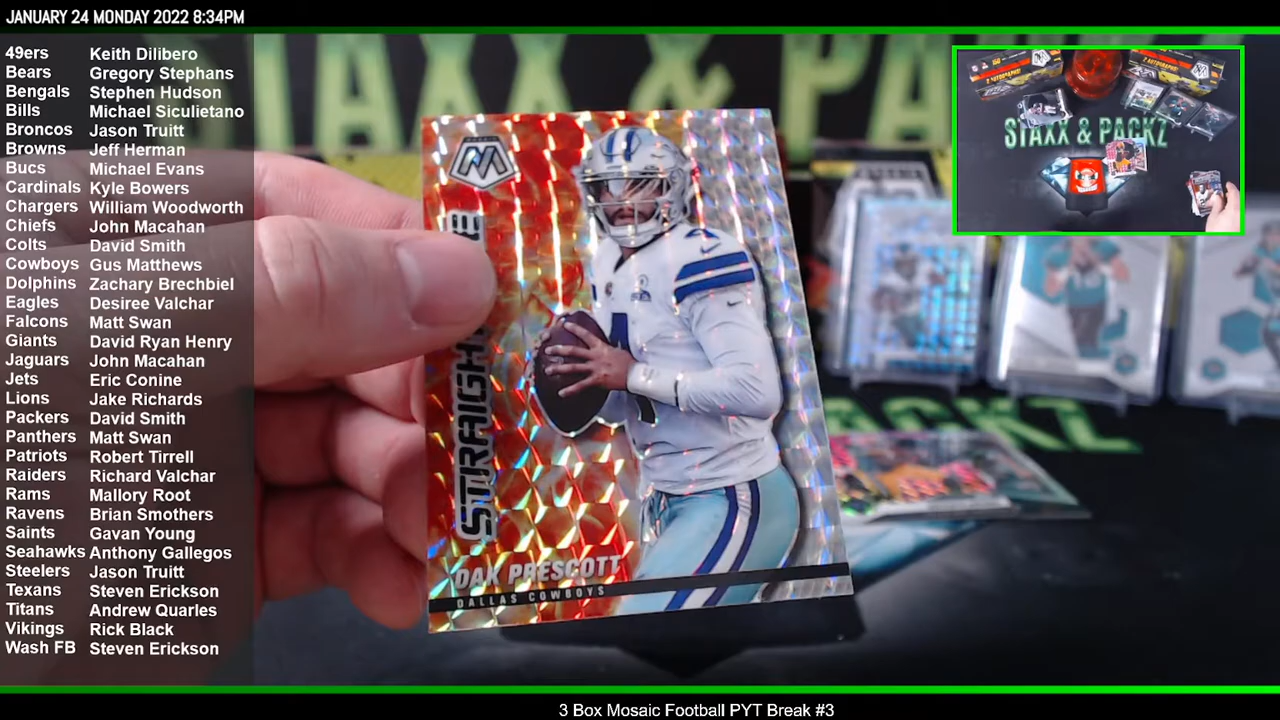 JANUARY 24 MONDAY 2022 8:34PM
49ers Keith Dilibero
Bears Gregory Stephans
Bengals Stephen Hudson
Bills Michael Siculietano
Broncos Jason Truitt
Browns Jeff Herman
Bucs Michael Evans
Cardinals Kyle Bowers
Chargers William Woodworth
Chiefs John Macahan
Colts David Smith
Cowboys Gus Matthews
Dolphins Zachary Brechbiel
Eagles Desiree Valchar
Falcons Matt Swan
Giants David Ryan Henry
Jaguars John Macahan
Jets Eric Conine
Lions Jake Richards
Packers David Smith
Panthers Matt Swan
Patriots Robert Tirrell
Raiders Richard Valchar
Rams Mallory Root
Ravens Brian Smothers
Saints Gavan Young
Seahawks Anthony Gallegos
Steelers Jason Truitt
Texans Steven Erickson
Titans Andrew Quarles
Vikings Rick Black
Wash FB Steven Erickson
STAXX & PA
M
4
DAK PRESCOTT
DALLAS COWBOYS
PACKZ
STAXX & PACKZ
3 Box Mosaic Football PYT Break #3